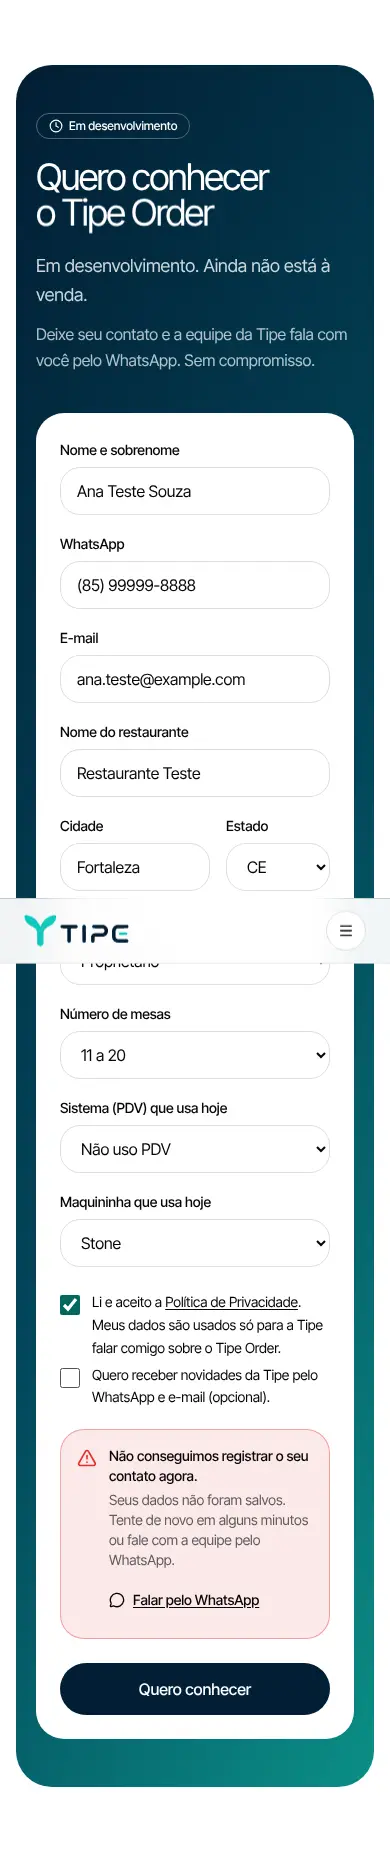 Em desenvolvimento
Quero conhecer
o Tipe Order
Em desenvolvimento. Ainda não está à
venda.
Deixe seu contato e a equipe da Tipe fala com
você pelo WhatsApp. Sem compromisso.
Nome e sobrenome
Ana Teste Souza
WhatsApp
(85) 99999-8888
E-mail
ana.teste@example.com
Nome do restaurante
Restaurante Teste
Cidade Estado
Fortaleza CE
TIPE
Proprietário
Número de mesas
11 a 20
Sistema (PDV) que usa hoje
Não uso PDV
Maquininha que usa hoje
Stone
Li e aceito a Política de Privacidade.
Meus dados são usados só para a Tipe
falar comigo sobre o Tipe Order.
Quero receber novidades da Tipe pelo
WhatsApp e e-mail (opcional).
Não conseguimos registrar o seu
contato agora.
Seus dados não foram salvos.
Tente de novo em alguns minutos
ou fale com a equipe pelo
WhatsApp.
Falar pelo WhatsApp
Quero conhecer